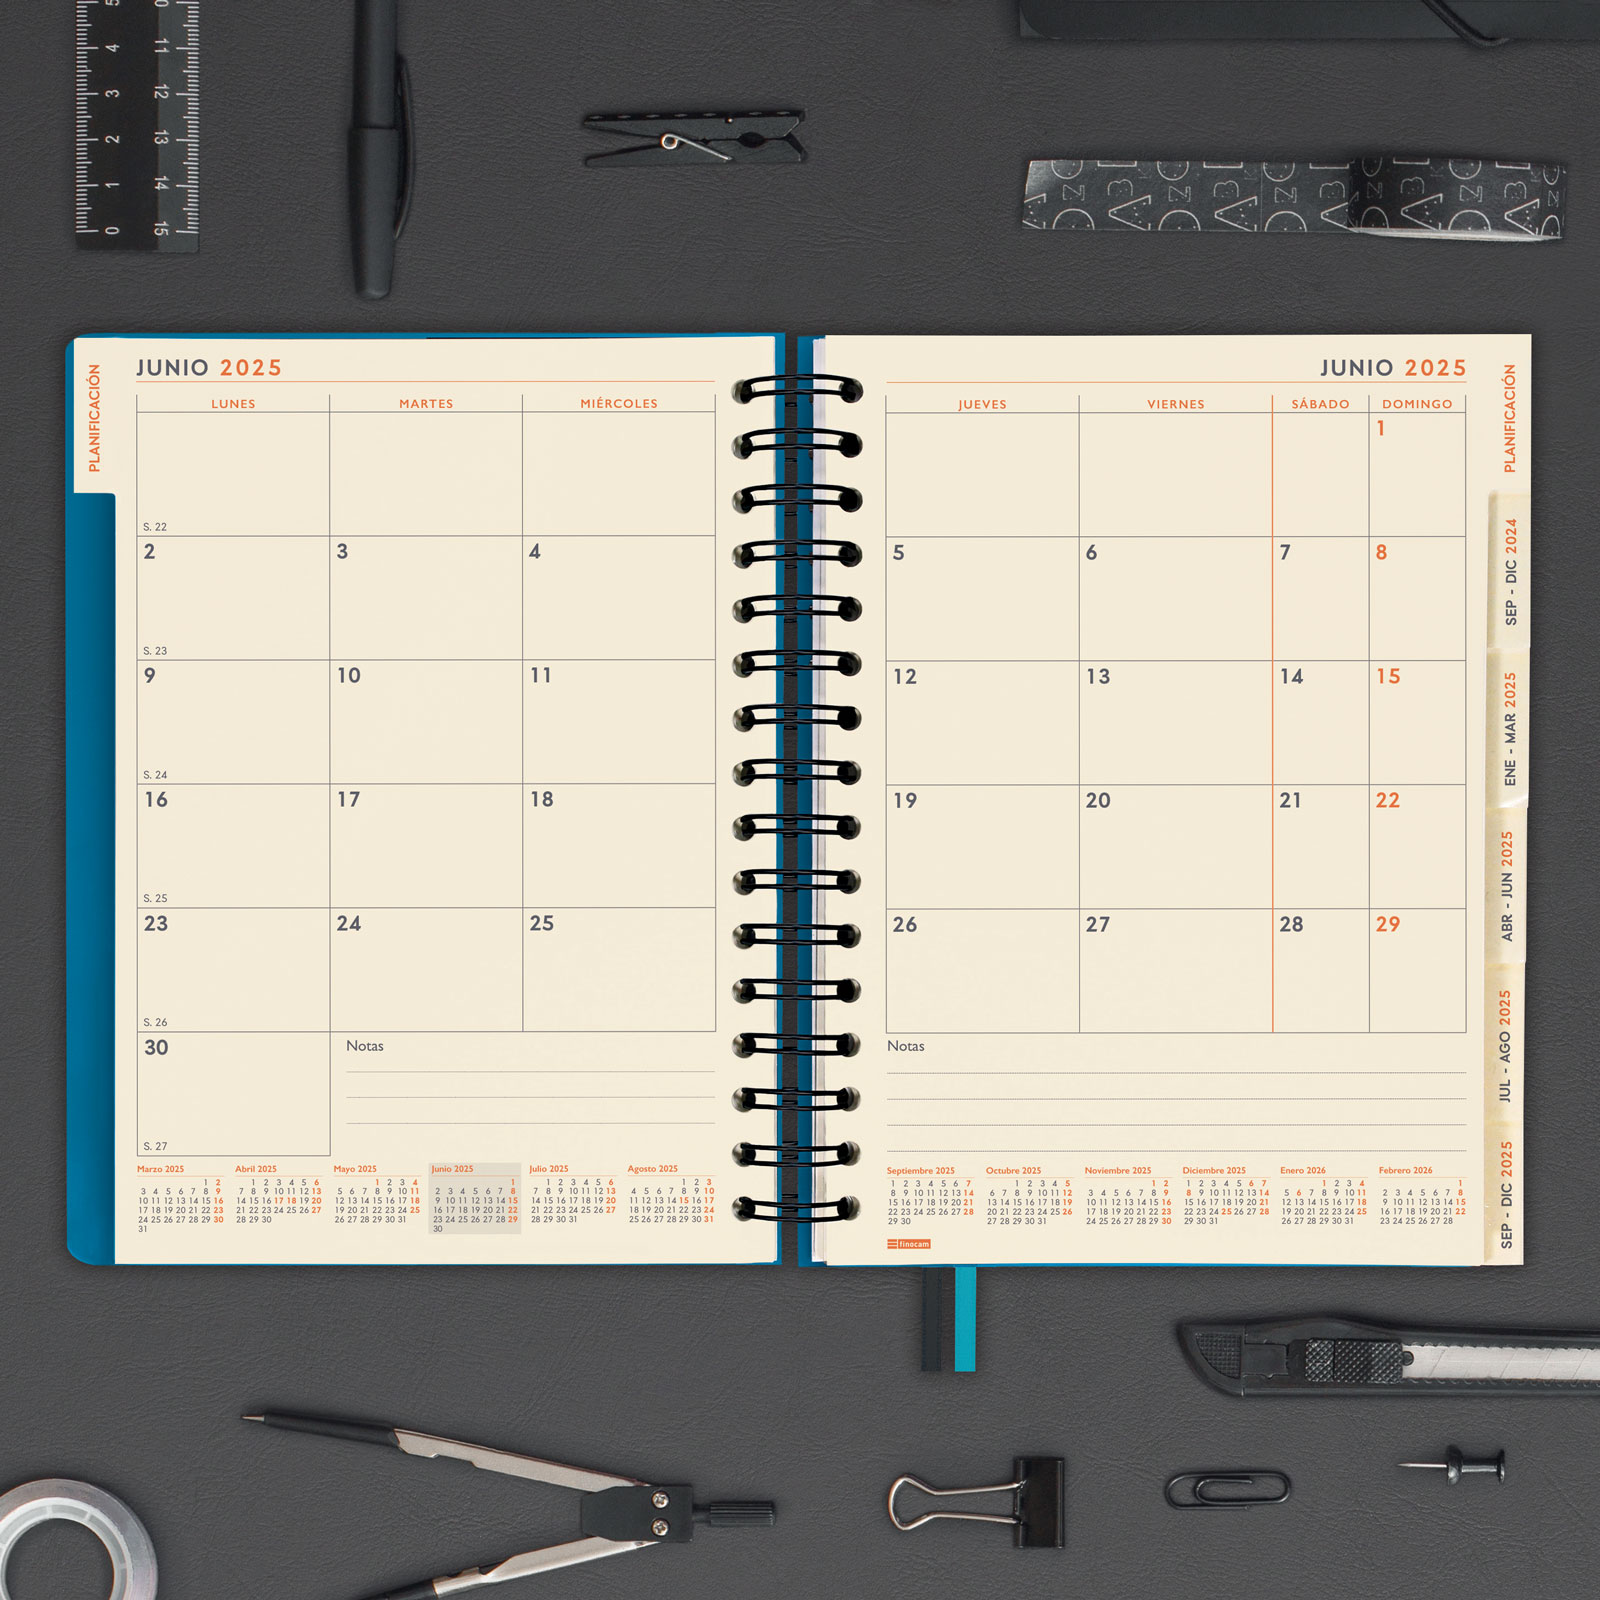 5 10
4 11
3 12
2 13
1 14
0 15
PLANIFICACIÓN
JUNIO 2025
LUNES MARTES MIÉRCOLES
S. 22
2 3 4
S. 23
9 10 11
S. 24
16 17 18
S. 25
23 24 25
S. 26
30
Notas
S. 27
Marzo 2025
1 2
3 4 5 6 7 8 9
10 11 12 13 14 15 16
17 18 19 20 21 22 23
24 25 26 27 28 29 30
31
Abril 2025
1 2 3 4 5 6
7 8 9 10 11 12 13
14 15 16 17 18 19 20
21 22 23 24 25 26 27
28 29 30
Mayo 2025
1 2 3 4
5 6 7 8 9 10 11
12 13 14 15 16 17 18
19 20 21 22 23 24 25
26 27 28 29 30 31
Junio 2025
1
2 3 4 5 6 7 8
9 10 11 12 13 14 15
16 17 18 19 20 21 22
23 24 25 26 27 28 29
30
Julio 2025
1 2 3 4 5 6
7 8 9 10 11 12 13
14 15 16 17 18 19 20
21 22 23 24 25 26 27
28 29 30 31
Agosto 2025
1 2 3
4 5 6 7 8 9 10
11 12 13 14 15 16 17
18 19 20 21 22 23 24
25 26 27 28 29 30 31
JUNIO 2025
JUEVES VIERNES SÁBADO DOMINGO
1
5 6 7 8
12 13 14 15
19 20 21 22
26 27 28 29
Notas
Septiembre 2025
1 2 3 4 5 6 7
8 9 10 11 12 13 14
15 16 17 18 19 20 21
22 23 24 25 26 27 28
29 30
Octubre 2025
1 2 3 4 5
6 7 8 9 10 11 12
13 14 15 16 17 18 19
20 21 22 23 24 25 26
27 28 29 30 31
Noviembre 2025
1 2
3 4 5 6 7 8 9
10 11 12 13 14 15 16
17 18 19 20 21 22 23
24 25 26 27 28 29 30
Diciembre 2025
1 2 3 4 5 6 7
8 9 10 11 12 13 14
15 16 17 18 19 20 21
22 23 24 25 26 27 28
29 30 31
Enero 2026
1 2 3 4
5 6 7 8 9 10 11
12 13 14 15 16 17 18
19 20 21 22 23 24 25
26 27 28 29 30 31
Febrero 2026
1
2 3 4 5 6 7 8
9 10 11 12 13 14 15
16 17 18 19 20 21 22
23 24 25 26 27 28
finocam
PLANIFICACIÓN
SEP - DIC 2024
ENE - MAR 2025
ABR - JUN 2025
JUL - AGO 2025
SEP - DIC 2025